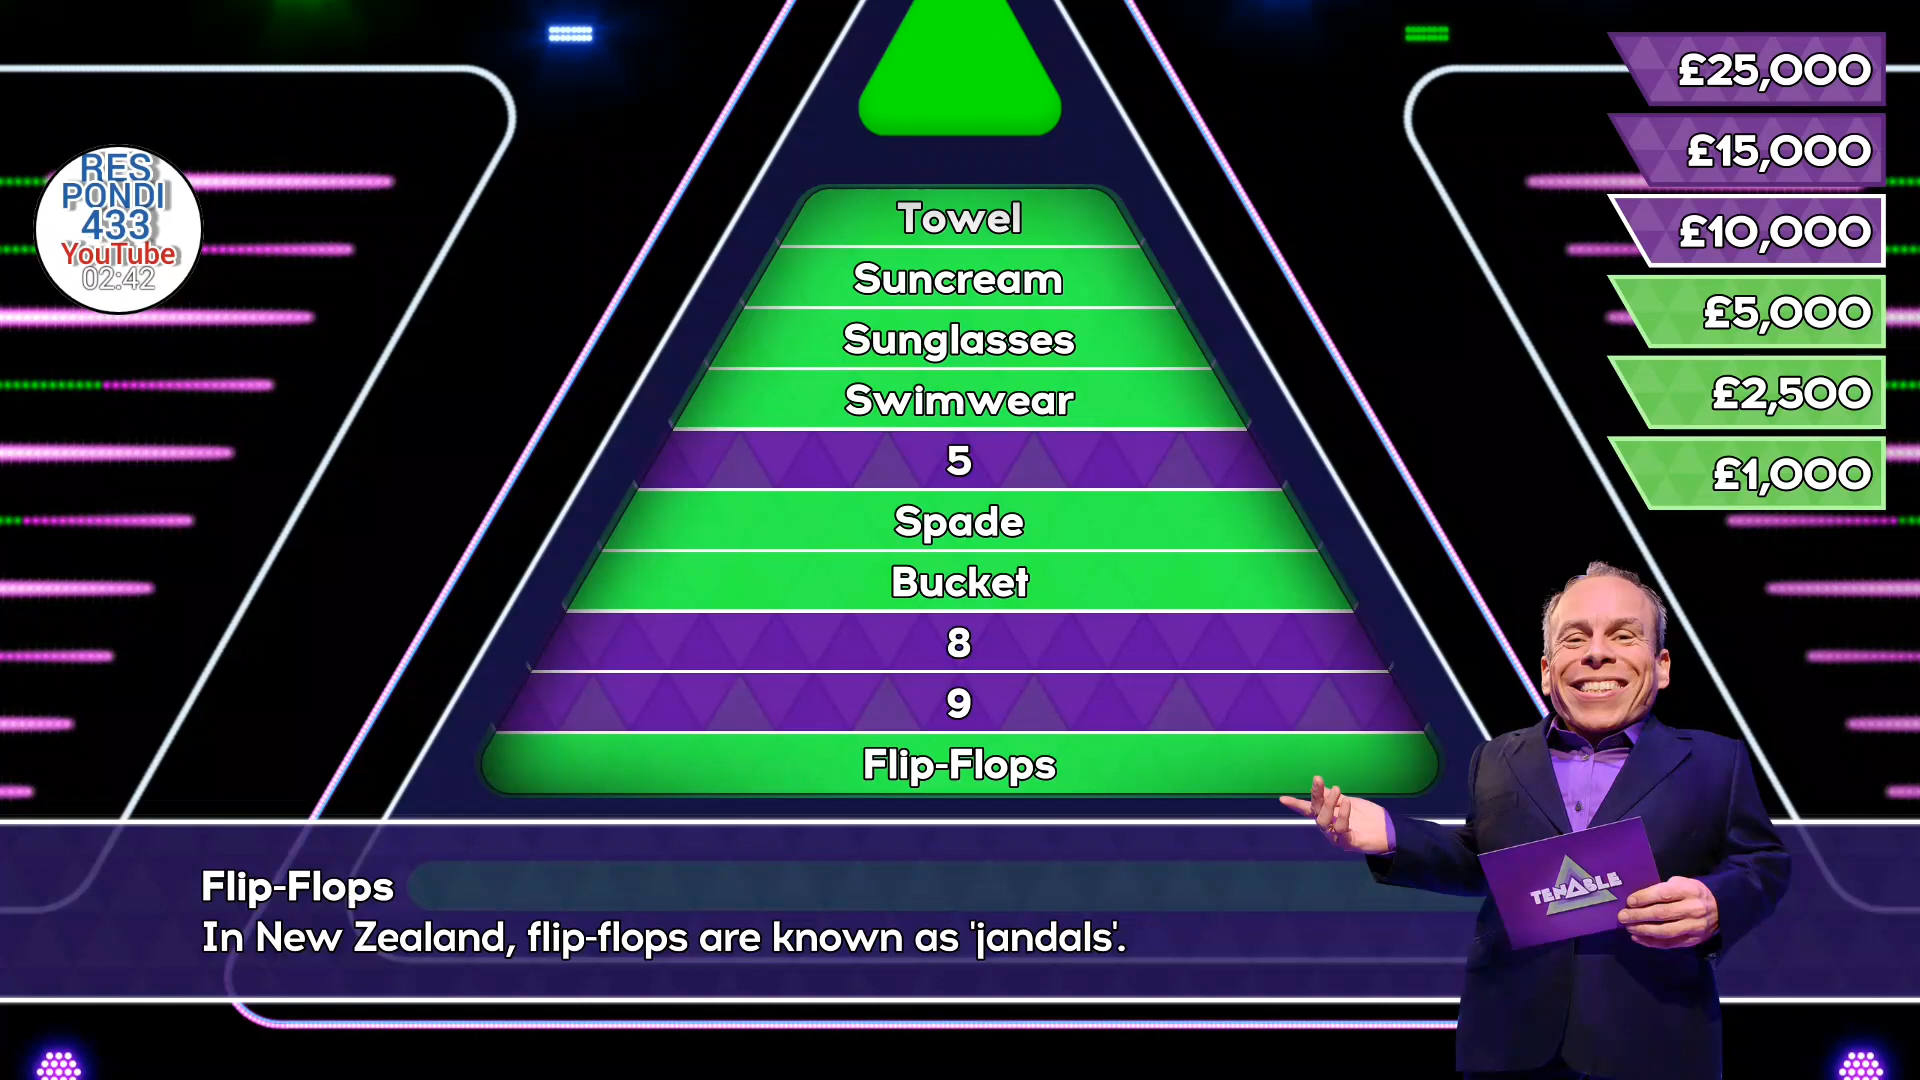 RES
PONDI
433
YouTube
02:42
£25,000
£15,000
£10,000
£5,000
£2,500
£1,000
Towel
Suncream
Sunglasses
Swimwear
5
Spade
Bucket
8
9
Flip-Flops
Flip-Flops
In New Zealand, flip-flops are known as 'jandals'.
TENABLE